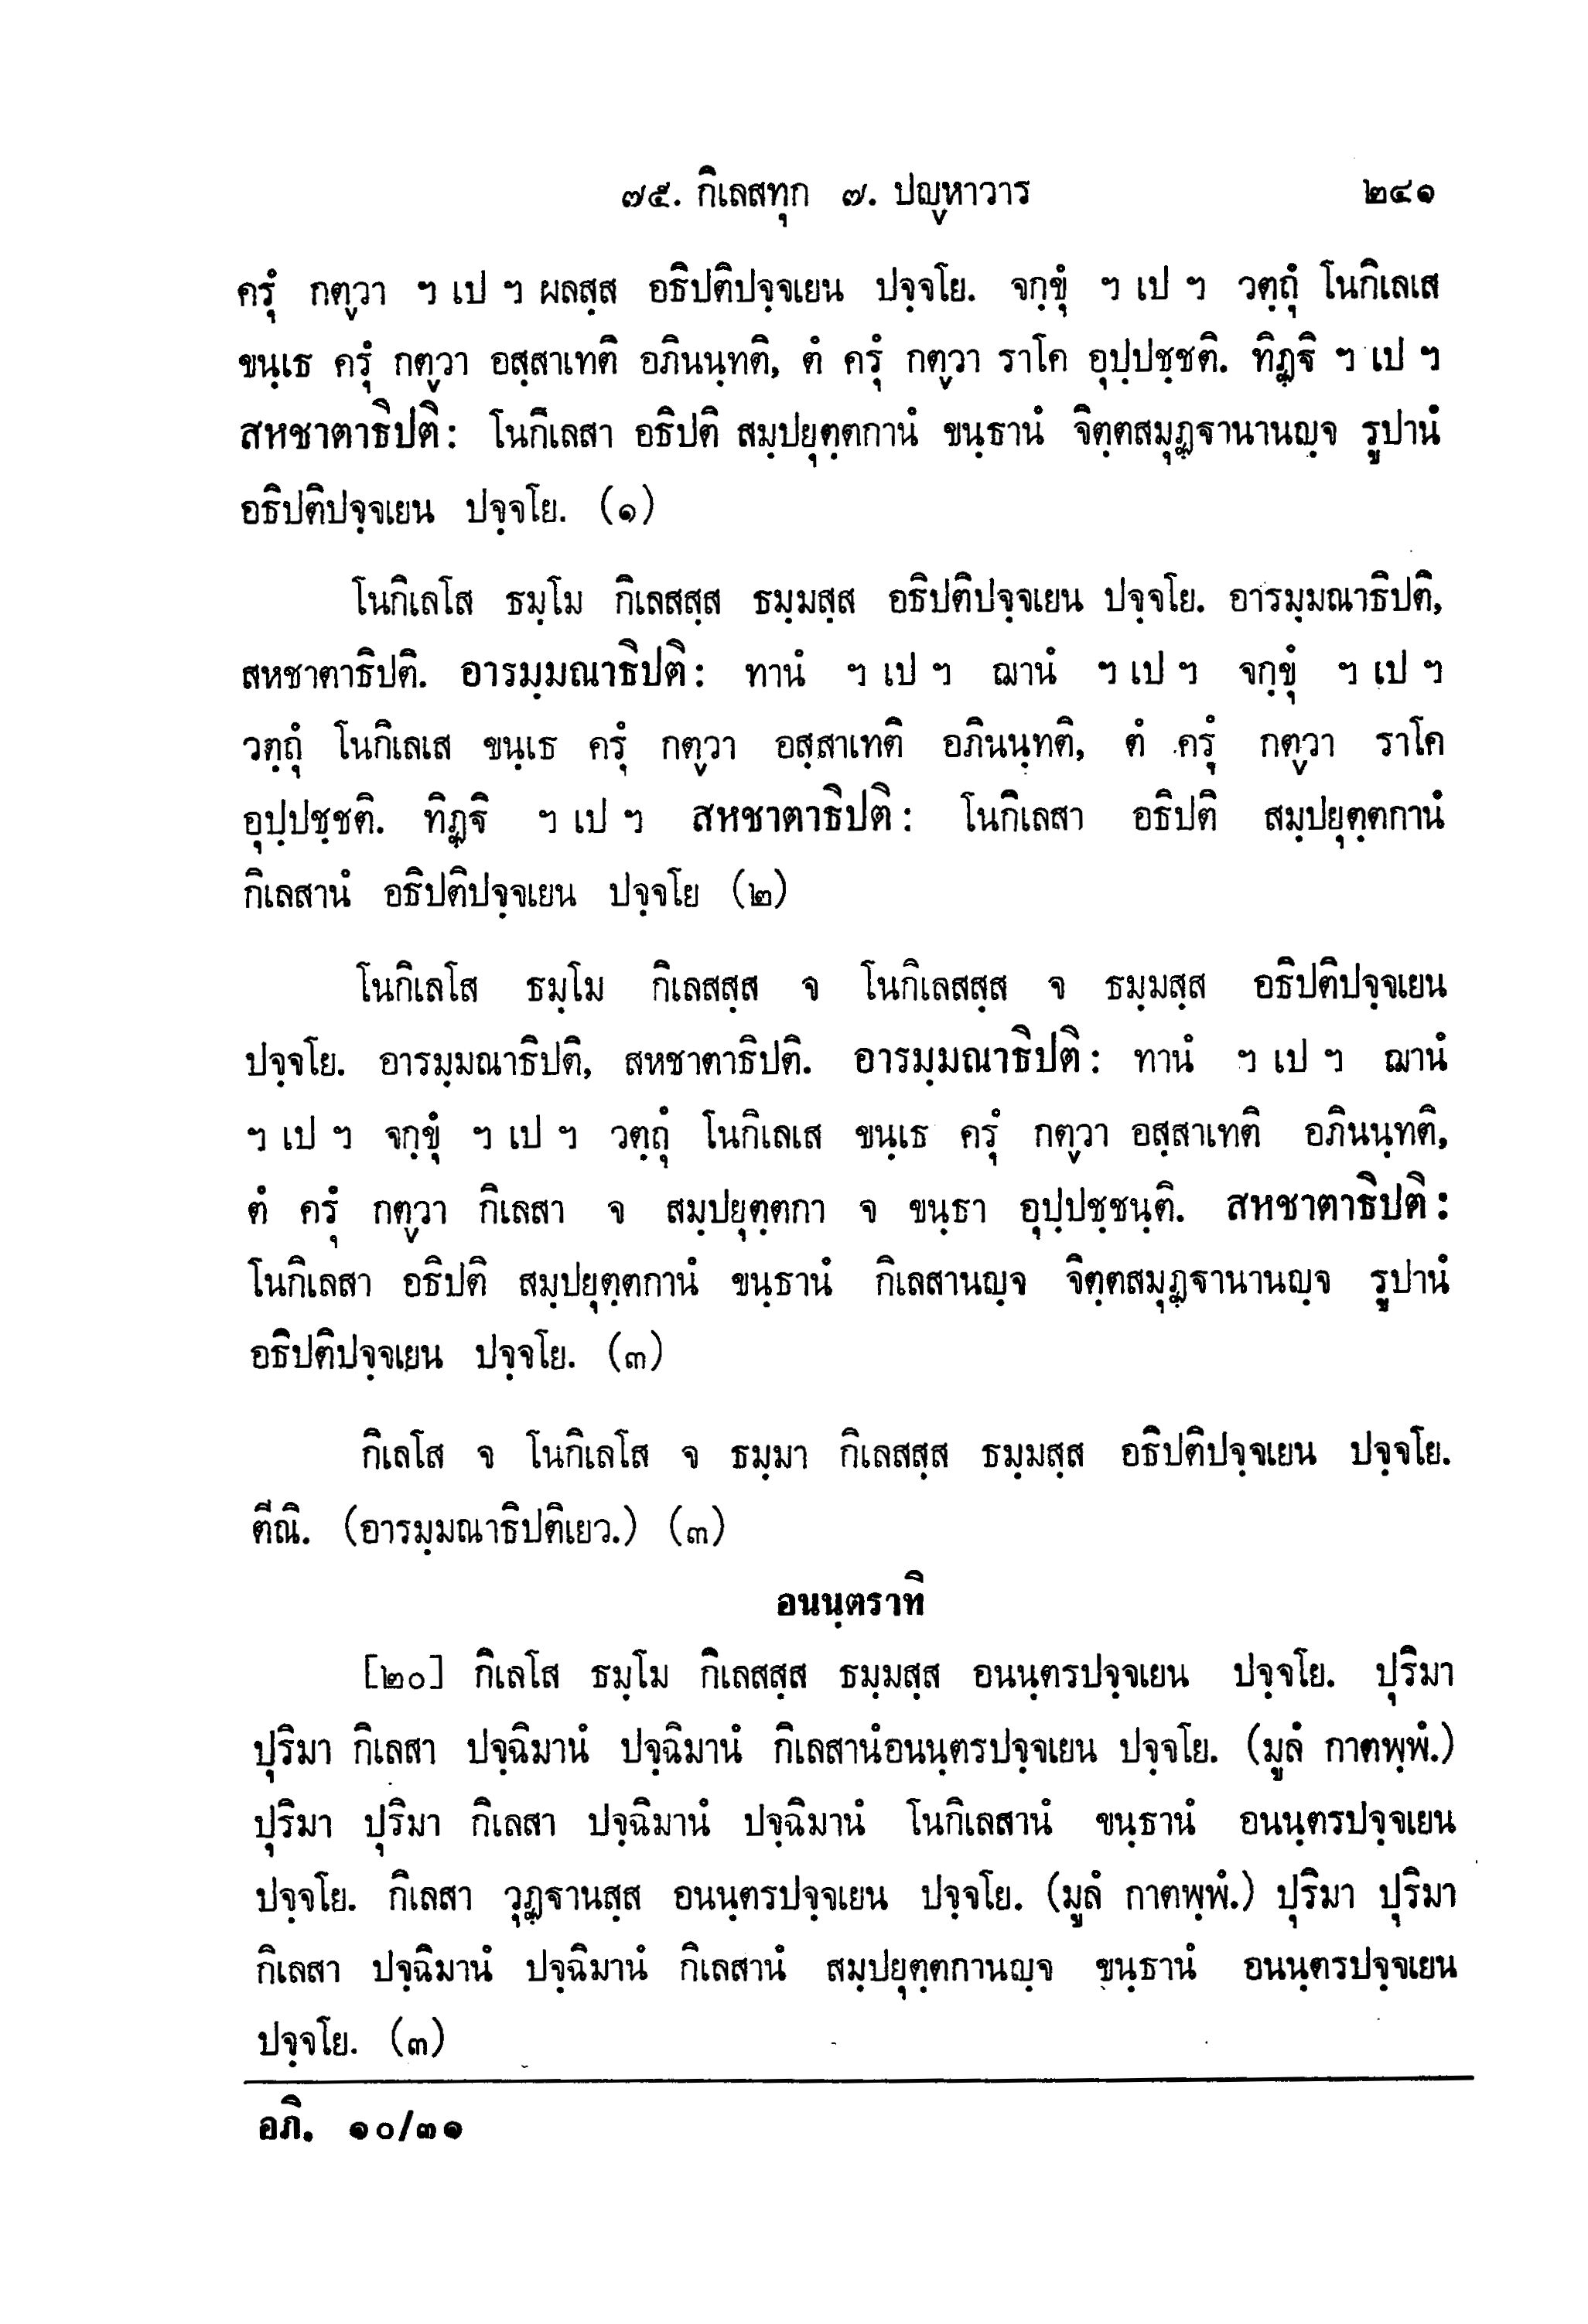 ๗๕. กิเลสทุก ๗. ปญฺหาวาร ๒๔๑
ครุํ กตฺวา ฯ เป ฯ ผลสฺส อธิปติปจฺจเยน ปจฺจโย. จกฺขุํ ฯ เป ฯ วตฺถุํ โนกิเลเส
ขนฺเธ ครุํ กตฺวา อสฺสาเทติ อภินนฺทติ, ตํ ครุํ กตฺวา ราโค อุปฺปชฺชติ. ทิฏฺฐิ ฯ เป ฯ
สหชาตาธิปติ: โนกิเลสา อธิปติ สมฺปยุตฺตกานํ ขนฺธานํ จิตฺตสมุฏฺฐานานญฺจ รูปานํ
อธิปติปจฺจเยน ปจฺจโย. (๑)
โนกิเลโส ธมฺโม กิเลสสฺส ธมฺมสฺส อธิปติปจฺจเยน ปจฺจโย. อารมฺมณาธิปติ,
สหชาตาธิปติ. อารมฺมณาธิปติ: ทานํ ฯ เป ฯ ฌานํ ฯ เป ฯ จกฺขุํ ฯ เป ฯ
วตฺถุํ โนกิเลเส ขนฺเธ ครุํ กตฺวา อสฺสาเทติ อภินนฺทติ, ตํ ครุํ กตฺวา ราโค
อุปฺปชฺชติ. ทิฏฺฐิ ฯ เป ฯ สหชาตาธิปติ: โนกิเลสา อธิปติ สมฺปยุตฺตกานํ
กิเลสานํ อธิปติปจฺจเยน ปจฺจโย (๒)
โนกิเลโส ธมฺโม กิเลสสฺส จ โนกิเลสสฺส จ ธมฺมสฺส อธิปติปจฺจเยน
ปจฺจโย. อารมฺมณาธิปติ, สหชาตาธิปติ. อารมฺมณาธิปติ: ทานํ ฯ เป ฯ ฌานํ
ฯ เป ฯ จกฺขุํ ฯ เป ฯ วตฺถุํ โนกิเลเส ขนฺเธ ครุํ กตฺวา อสฺสาเทติ อภินนฺทติ,
ตํ ครุํ กตฺวา กิเลสา จ สมฺปยุตฺตกา จ ขนฺธา อุปฺปชฺชนฺติ. สหชาตาธิปติ:
โนกิเลสา อธิปติ สมฺปยุตฺตกานํ ขนฺธานํ กิเลสานญฺจ จิตฺตสมุฏฺฐานานญฺจ รูปานํ
อธิปติปจฺจเยน ปจฺจโย. (๓)
กิเลโส จ โนกิเลโส จ ธมฺมา กิเลสสฺส ธมฺมสฺส อธิปติปจฺจเยน ปจฺจโย.
ตีณิ. (อารมฺมณาธิปติเยว.) (๓)
อนนฺตราทิ
[๒๐] กิเลโส ธมฺโม กิเลสสฺส ธมฺมสฺส อนนฺตรปจฺจเยน ปจฺจโย. ปุริมา
ปุริมา กิเลสา ปจฺฉิมานํ ปจฺฉิมานํ กิเลสานํอนนฺตรปจฺจเยน ปจฺจโย. (มูลํ กาตพฺพํ.)
ปุริมา ปุริมา กิเลสา ปจฺฉิมานํ ปจฺฉิมานํ โนกิเลสานํ ขนฺธานํ อนนฺตรปจฺจเยน
ปจฺจโย. กิเลสา วุฏฺฐานสฺส อนนฺตรปจฺจเยน ปจฺจโย. (มูลํ กาตพฺพํ.) ปุริมา ปุริมา
กิเลสา ปจฺฉิมานํ ปจฺฉิมานํ กิเลสานํ สมฺปยุตฺตกานญฺจ ขนฺธานํ อนนฺตรปจฺจเยน
ปจฺจโย. (๓)
อภิ. ๑๐/๓๑